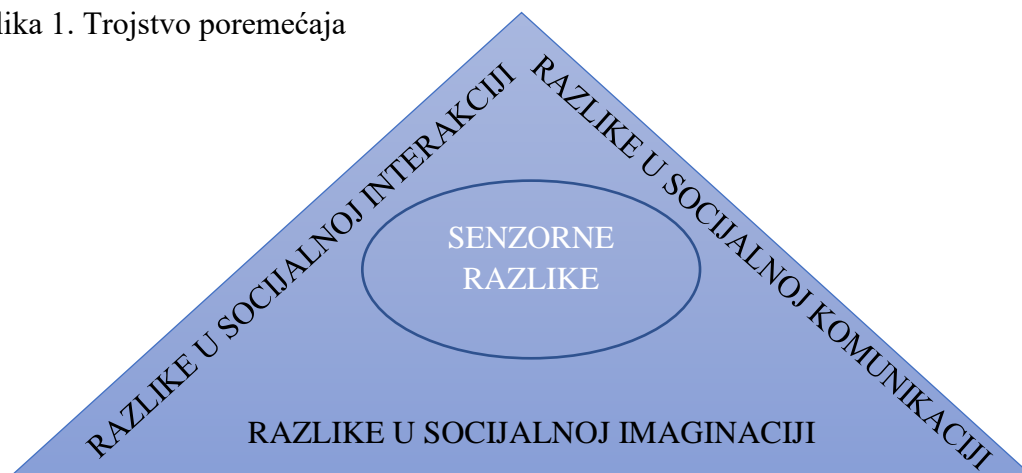 lika 1. Trojstvo poremećaja
RAZLIKE U SOCIJALNOJ INTERAKCIJI
RAZLIKE U SOCIJALNOJ KOMUNIKACIJI
SENZORNE
RAZLIKE
RAZLIKE U SOCIJALNOJ IMAGINACIJI